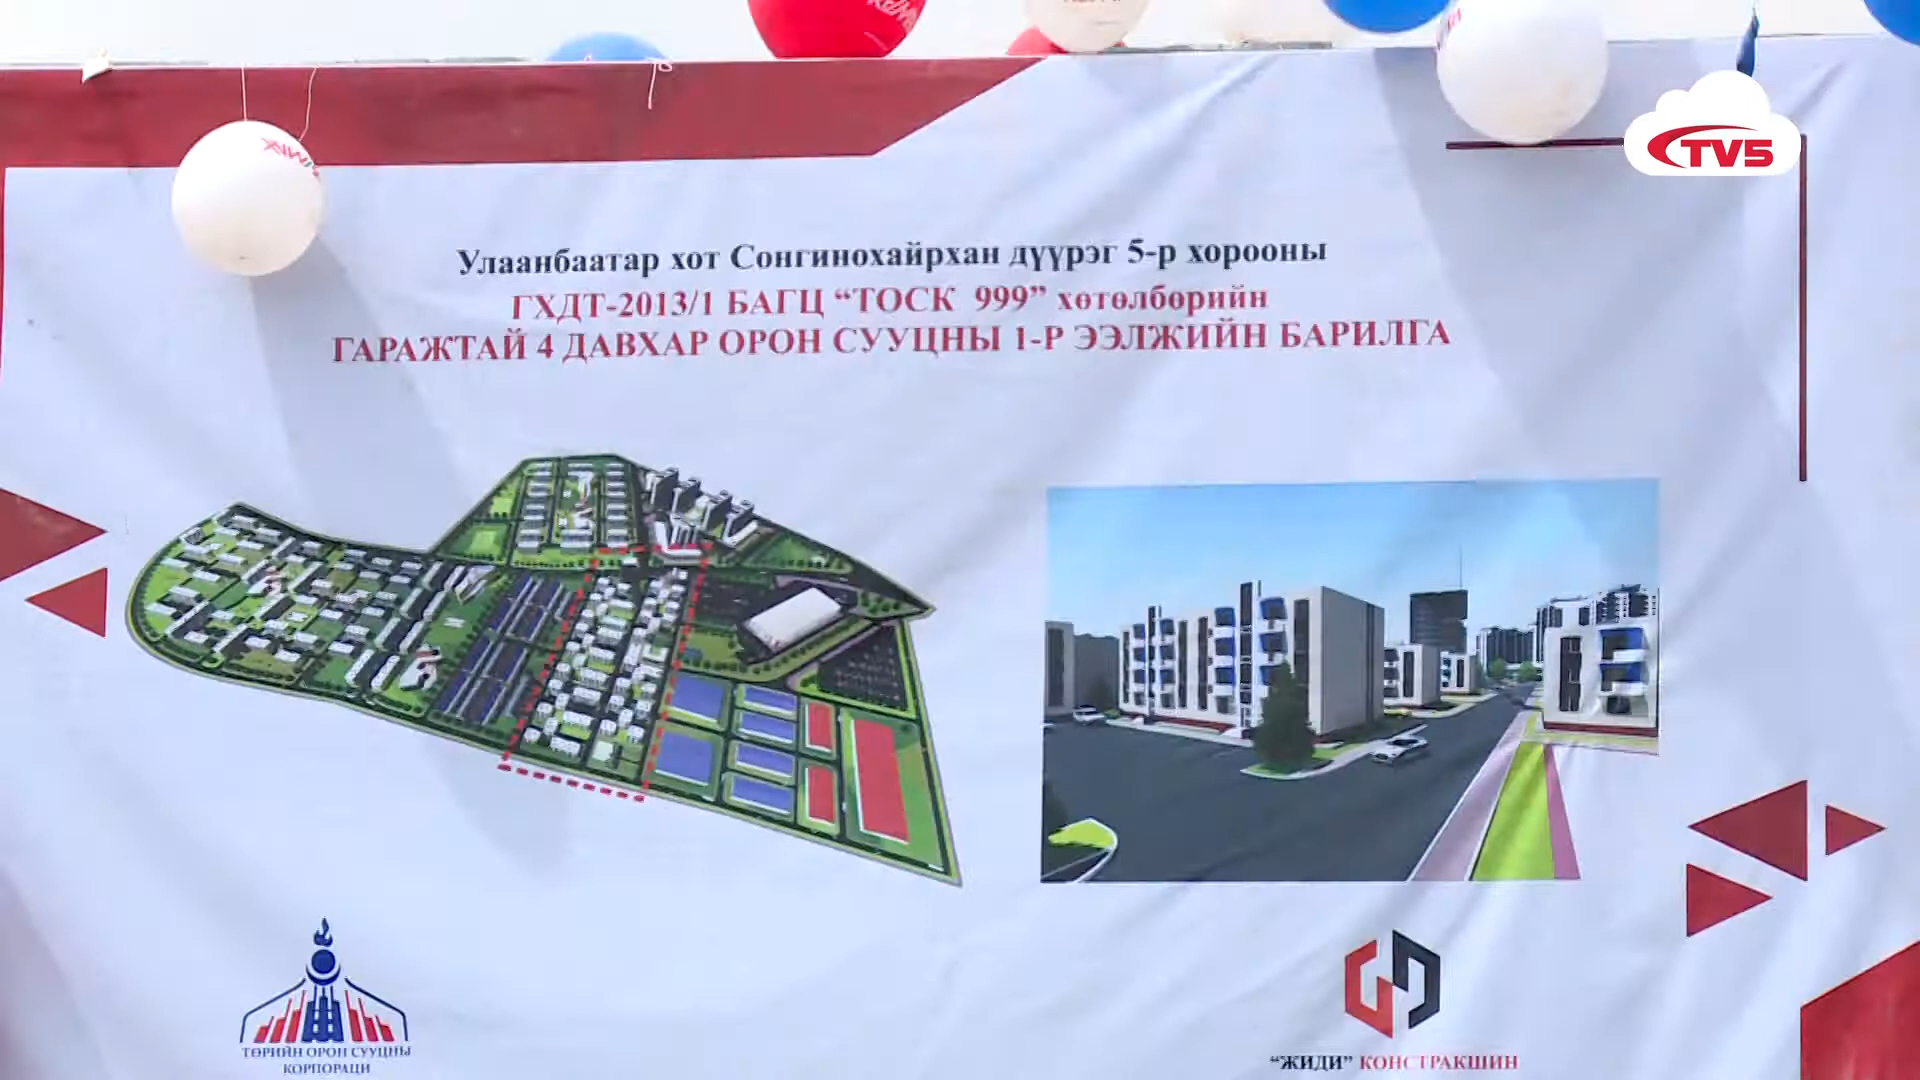 TV5
Улаанбаатар хот Сонгинохайрхан дүүрэг 5-р хорооны
ГХДТ-2013/1 БАГЦ “ТОСК 999” хөтөлбөрийн
ГАРАЖТАЙ 4 ДАВХАР ОРОН СУУЦНЫ 1-Р ЭЭЛЖИЙН БАРИЛГА
ТӨРИЙН ОРОН СУУЦНЫ
КОРПОРАЦИ
“ЖИДИ” КОНСТРАКШИН